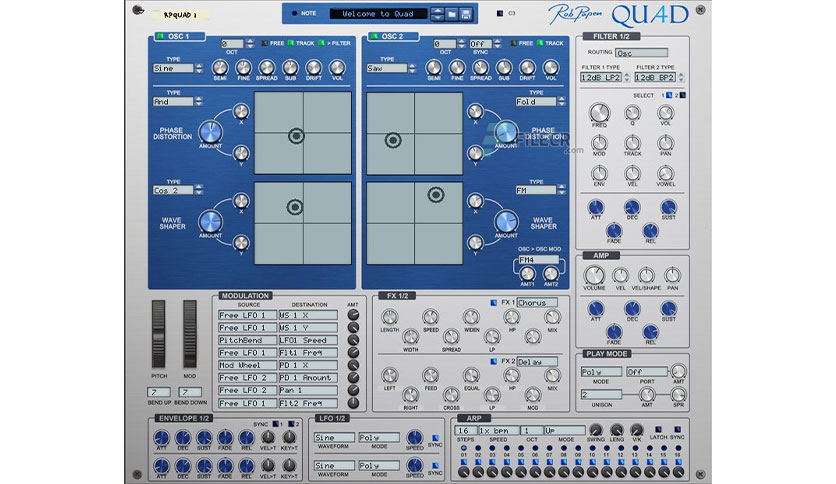 RPQUAD 1
NOTE
Welcome to Quad
C3
Rob Papen QUA4D
OSC 1
0
OCT
FREE TRACK > FILTER
TYPE
Sine
SEMI FINE SPREAD SUB DRIFT VOL
TYPE
And
PHASE
DISTORTION
AMOUNT
X
Y
TYPE
Cos 2
WAVE
SHAPER
AMOUNT
X
Y
OSC 2
0 Off
OCT SYNC
FREE TRACK
TYPE
Saw
SEMI FINE SPREAD SUB DRIFT VOL
TYPE
Fold
X
Y
AMOUNT
PHASE
DISTORTION
FILECR
.com
TYPE
FM
X
Y
AMOUNT
WAVE
SHAPER
OSC > OSC MOD
FM4
AMT1 AMT2
FILTER 1/2
ROUTING Osc
FILTER 1 TYPE FILTER 2 TYPE
12dB LP2 12dB BP2
SELECT 1 2
FREQ Q VOL
MOD TRACK PAN
ENV VEL VOWEL
ATT DEC SUST
FADE REL
AMP
VOLUME VEL VEL/SHAPE PAN
ATT DEC SUST
FADE REL
PLAY MODE
Poly Off
MODE PORT AMT
2
UNISON AMT SPR
PITCH MOD
7 7
BEND UP BEND DOWN
MODULATION
SOURCE DESTINATION AMT
Free LFO 1 WS 1 X
Free LFO 1 WS 1 Y
PitchBend LFO1 Speed
Free LFO 1 Flt1 Freq
Mod Wheel PD 1 X
Free LFO 2 PD 1 Amount
Free LFO 2 Pan 1
Free LFO 1 Flt2 Freq
FX 1/2
FX 1 Chorus
LENGTH SPEED WIDEN HP MIX
WIDTH SPREAD LP
FX 2 Delay
LEFT FEED EQUAL HP MIX
RIGHT CROSS LP MOD
ENVELOPE 1/2
SYNC 1 2
ATT DEC SUST FADE REL VEL>T KEY>T
ATT DEC SUST FADE REL VEL>T KEY>T
LFO 1/2
Sine Poly
WAVEFORM MODE SPEED SYNC
Sine Poly
WAVEFORM MODE SPEED SYNC
ARP
16 1x bpm 1 Up
STEPS SPEED OCT MODE SWING LENG V/K
LATCH SYNC
01 02 03 04 05 06 07 08 09 10 11 12 13 14 15 16